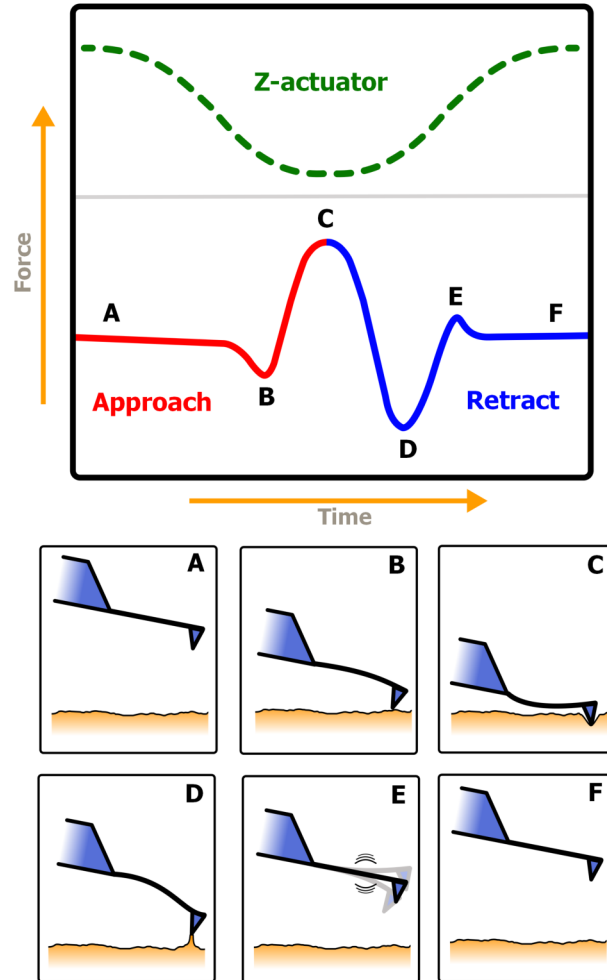 Z-actuator
C
Force
A
E
F
B
Approach
Retract
D
Time
A
B
C
D
E
F